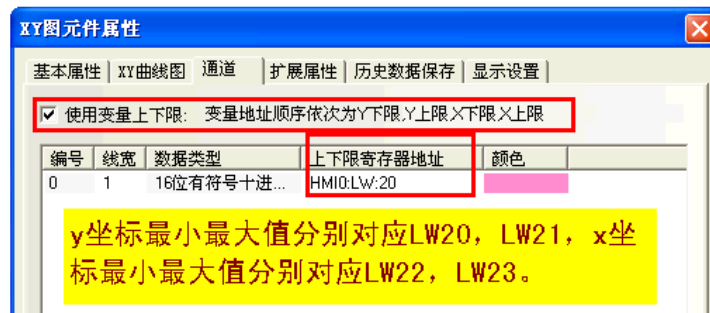 XY图元件属性
基本属性 XY曲线图 通道 扩展属性 历史数据保存 显示设置
使用变量上下限: 变量地址顺序依次为Y下限,Y上限,X下限,X上限
编号 线宽 数据类型 上下限寄存器地址 颜色
0 1 16位有符号十进... HMI0:LW:20
y坐标最小最大值分别对应LW20，LW21，x坐
标最小最大值分别对应LW22，LW23。